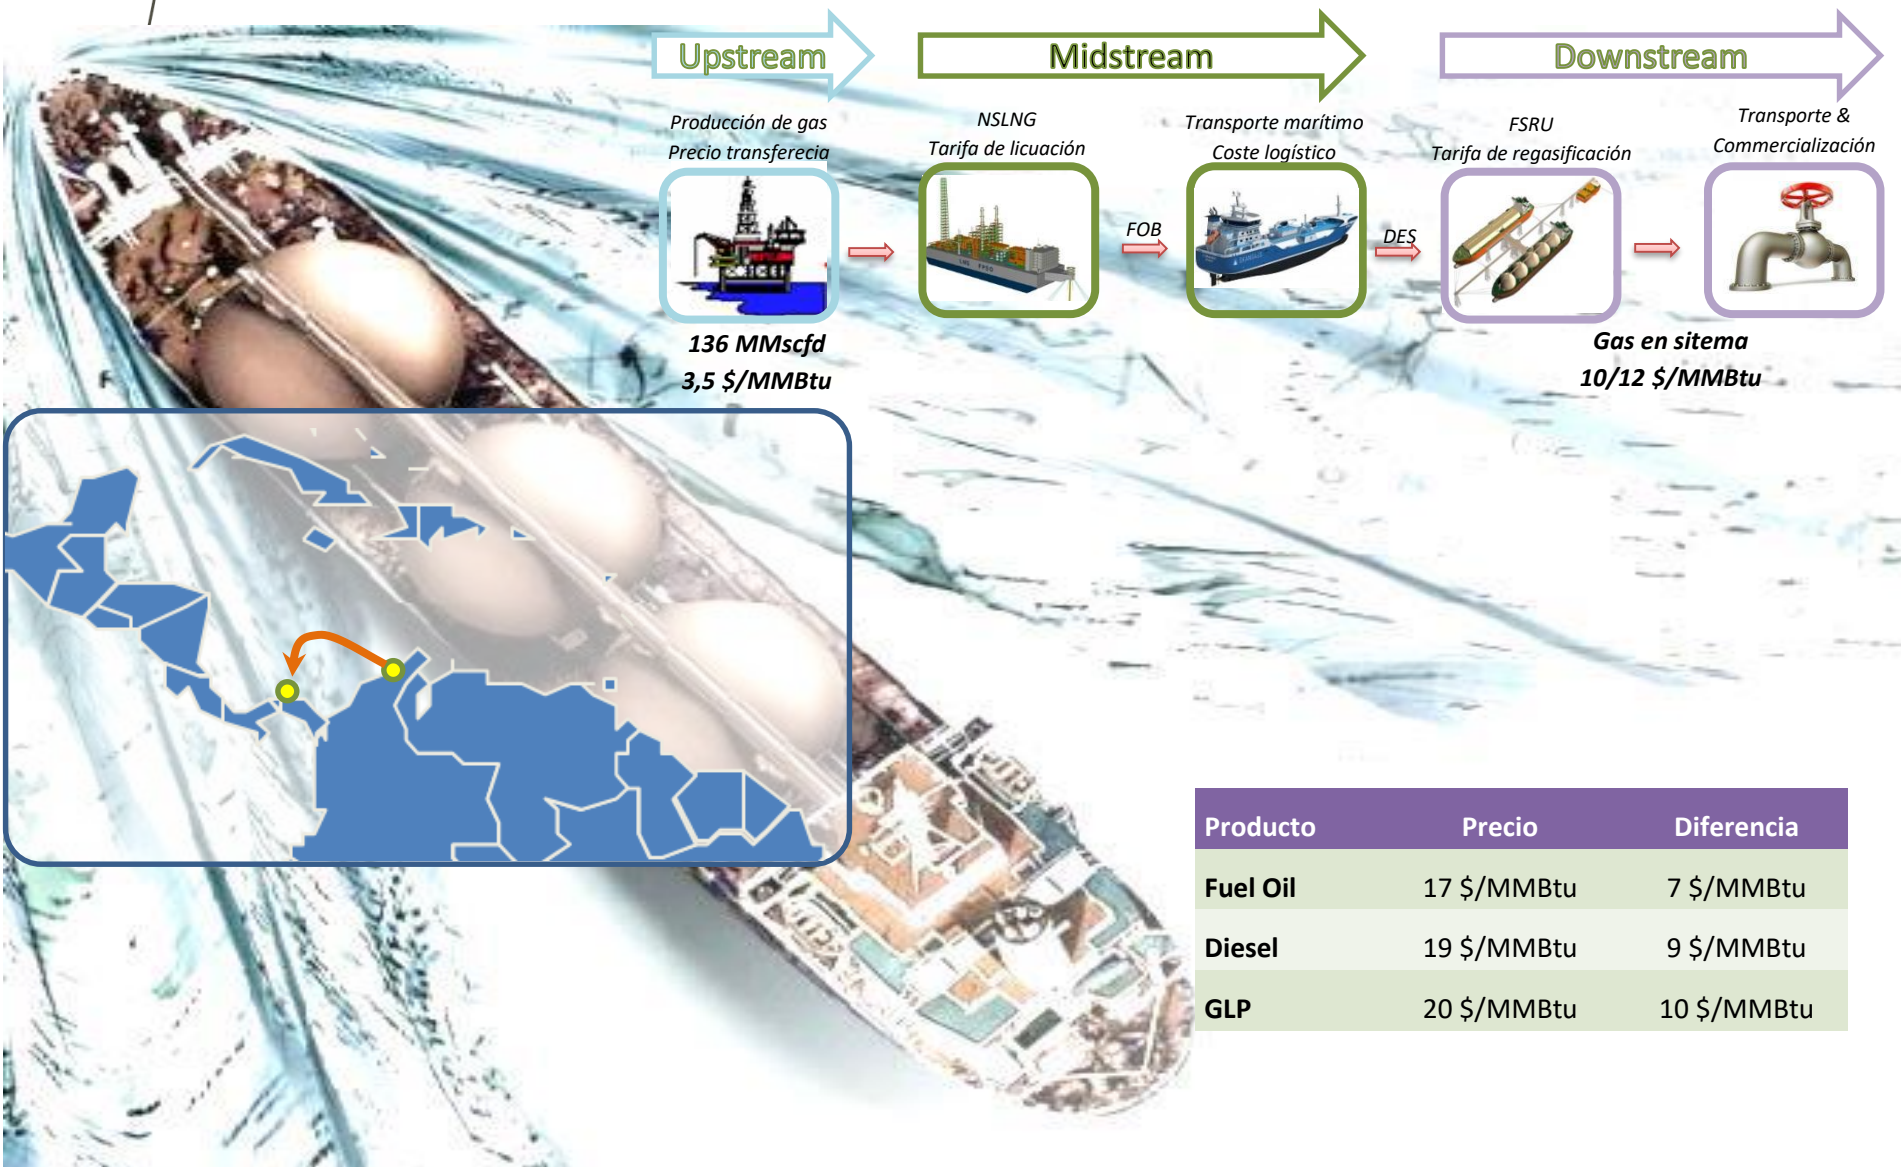 Upstream
Midstream
Downstream
Producción de gas
Precio transferecia
NSLNG
Tarifa de licuación
Transporte marítimo
Coste logístico
FSRU
Tarifa de regasificación
Transporte &
Commercialización
FOB
DES
136 MMscfd
3,5 $/MMBtu
Gas en sitema
10/12 $/MMBtu
F
Producto Precio Diferencia
Fuel Oil 17 $/MMBtu 7 $/MMBtu
Diesel 19 $/MMBtu 9 $/MMBtu
GLP 20 $/MMBtu 10 $/MMBtu